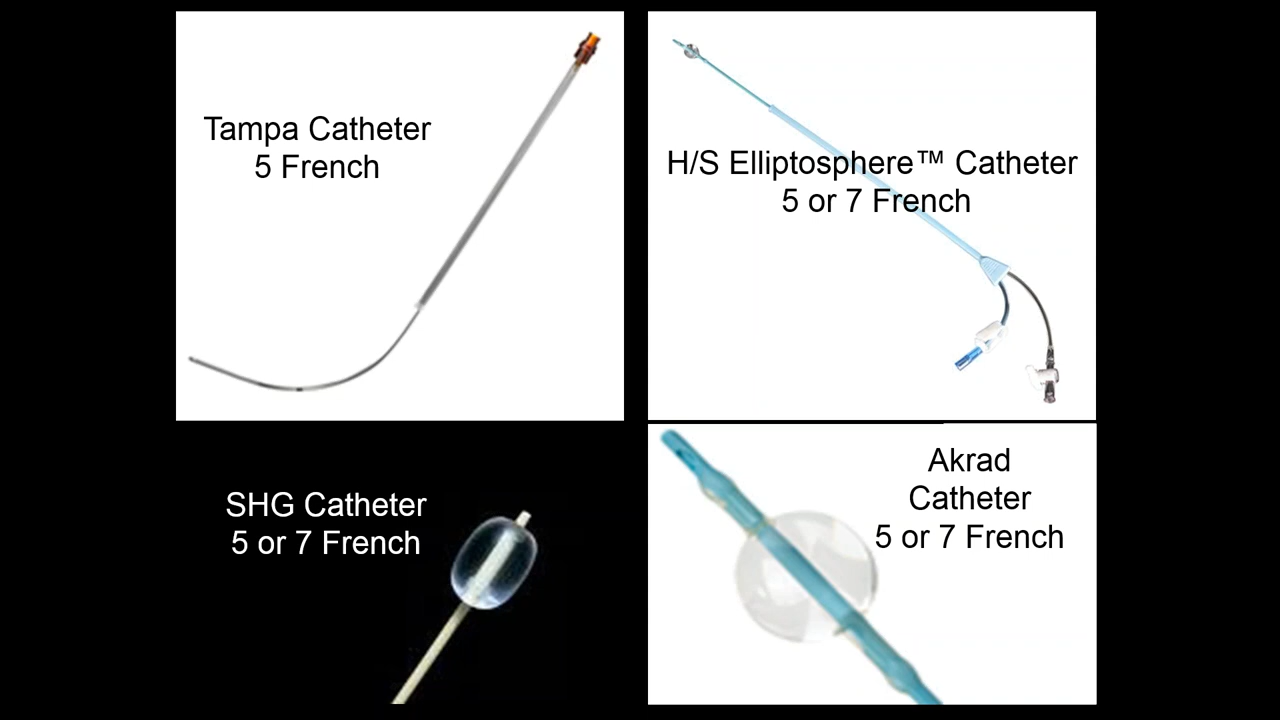 Tampa Catheter
5 French
H/S Elliptosphere™ Catheter
5 or 7 French
SHG Catheter
5 or 7 French
Akrad
Catheter
5 or 7 French